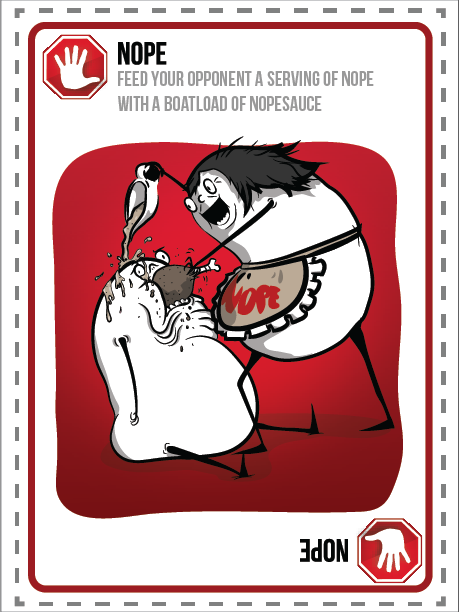 NOPE
FEED YOUR OPPONENT A SERVING OF NOPE
WITH A BOATLOAD OF NOPESAUCE
NOPE
NOPE